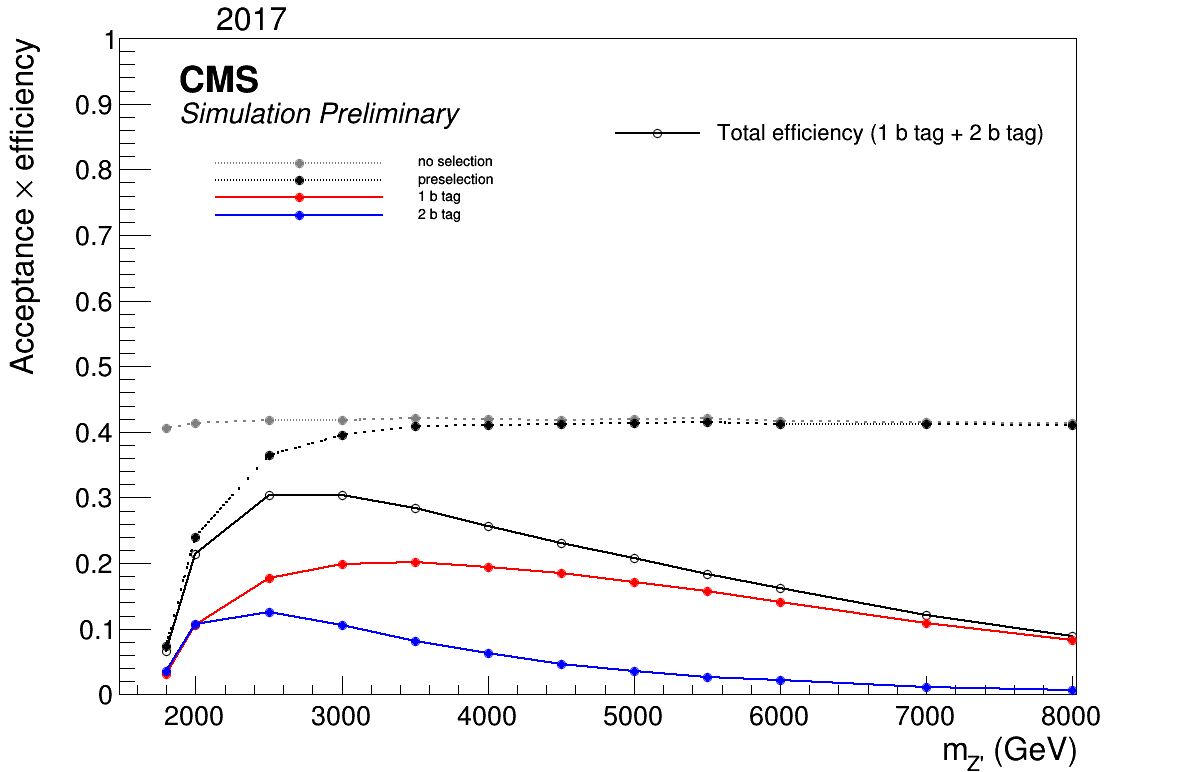 2017
CMS
Simulation Preliminary
Total efficiency (1 b tag + 2 b tag)
no selection
preselection
1 b tag
2 b tag
Acceptance × efficiency
1
0.9
0.8
0.7
0.6
0.5
0.4
0.3
0.2
0.1
0
2000 3000 4000 5000 6000 7000 8000
m_Z' (GeV)